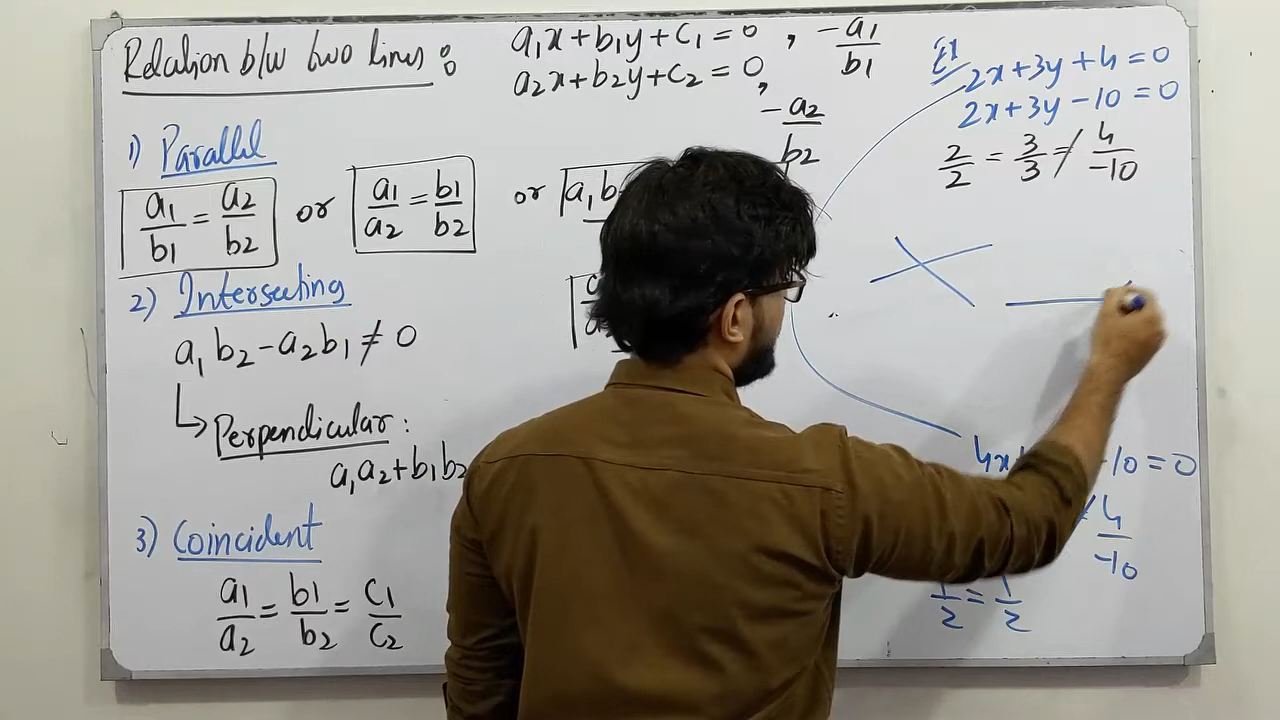 Relation b/w two lines :
a₁x + b₁y + c₁ = 0 , -a₁/b₁
a₂x + b₂y + c₂ = 0, -a₂/b₂
1) Parallel
a₁/b₁ = a₂/b₂ or a₁/a₂ = b₁/b₂ or a₁b
2) Intersecting
a₁b₂ - a₂b₁ ≠ 0
↳ Perpendicular :
a₁a₂ + b₁b₂
3) Coincident
a₁/a₂ = b₁/b₂ = c₁/c₂
Ex
2x + 3y + 4 = 0
2x + 3y - 10 = 0
2/2 = 3/3 ≠ 4/-10
4x -10 = 0
≠ 4/-10
1/2 = 1/2